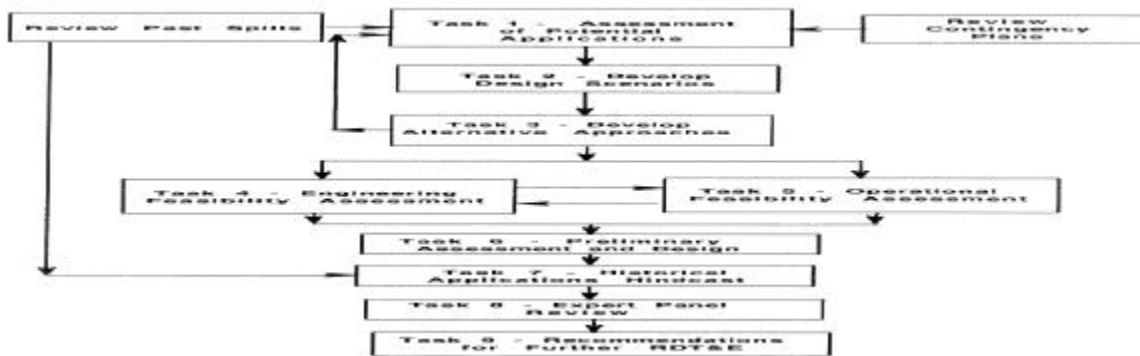 Review Past Spills
Task 1 - Assessment
of Potential
Applications
Review
Contingency
Plans
Task 2 - Develop
Design Scenarios
Task 3 - Develop
Alternative Approaches
Task 4 - Engineering
Feasibility Assessment
Task 5 - Operational
Feasibility Assessment
Task 6 - Preliminary
Assessment and Design
Task 7 - Historical
Applications Hindcast
Task 8 - Expert Panel
Review
Task 9 - Recommendations
for Further RDT&E